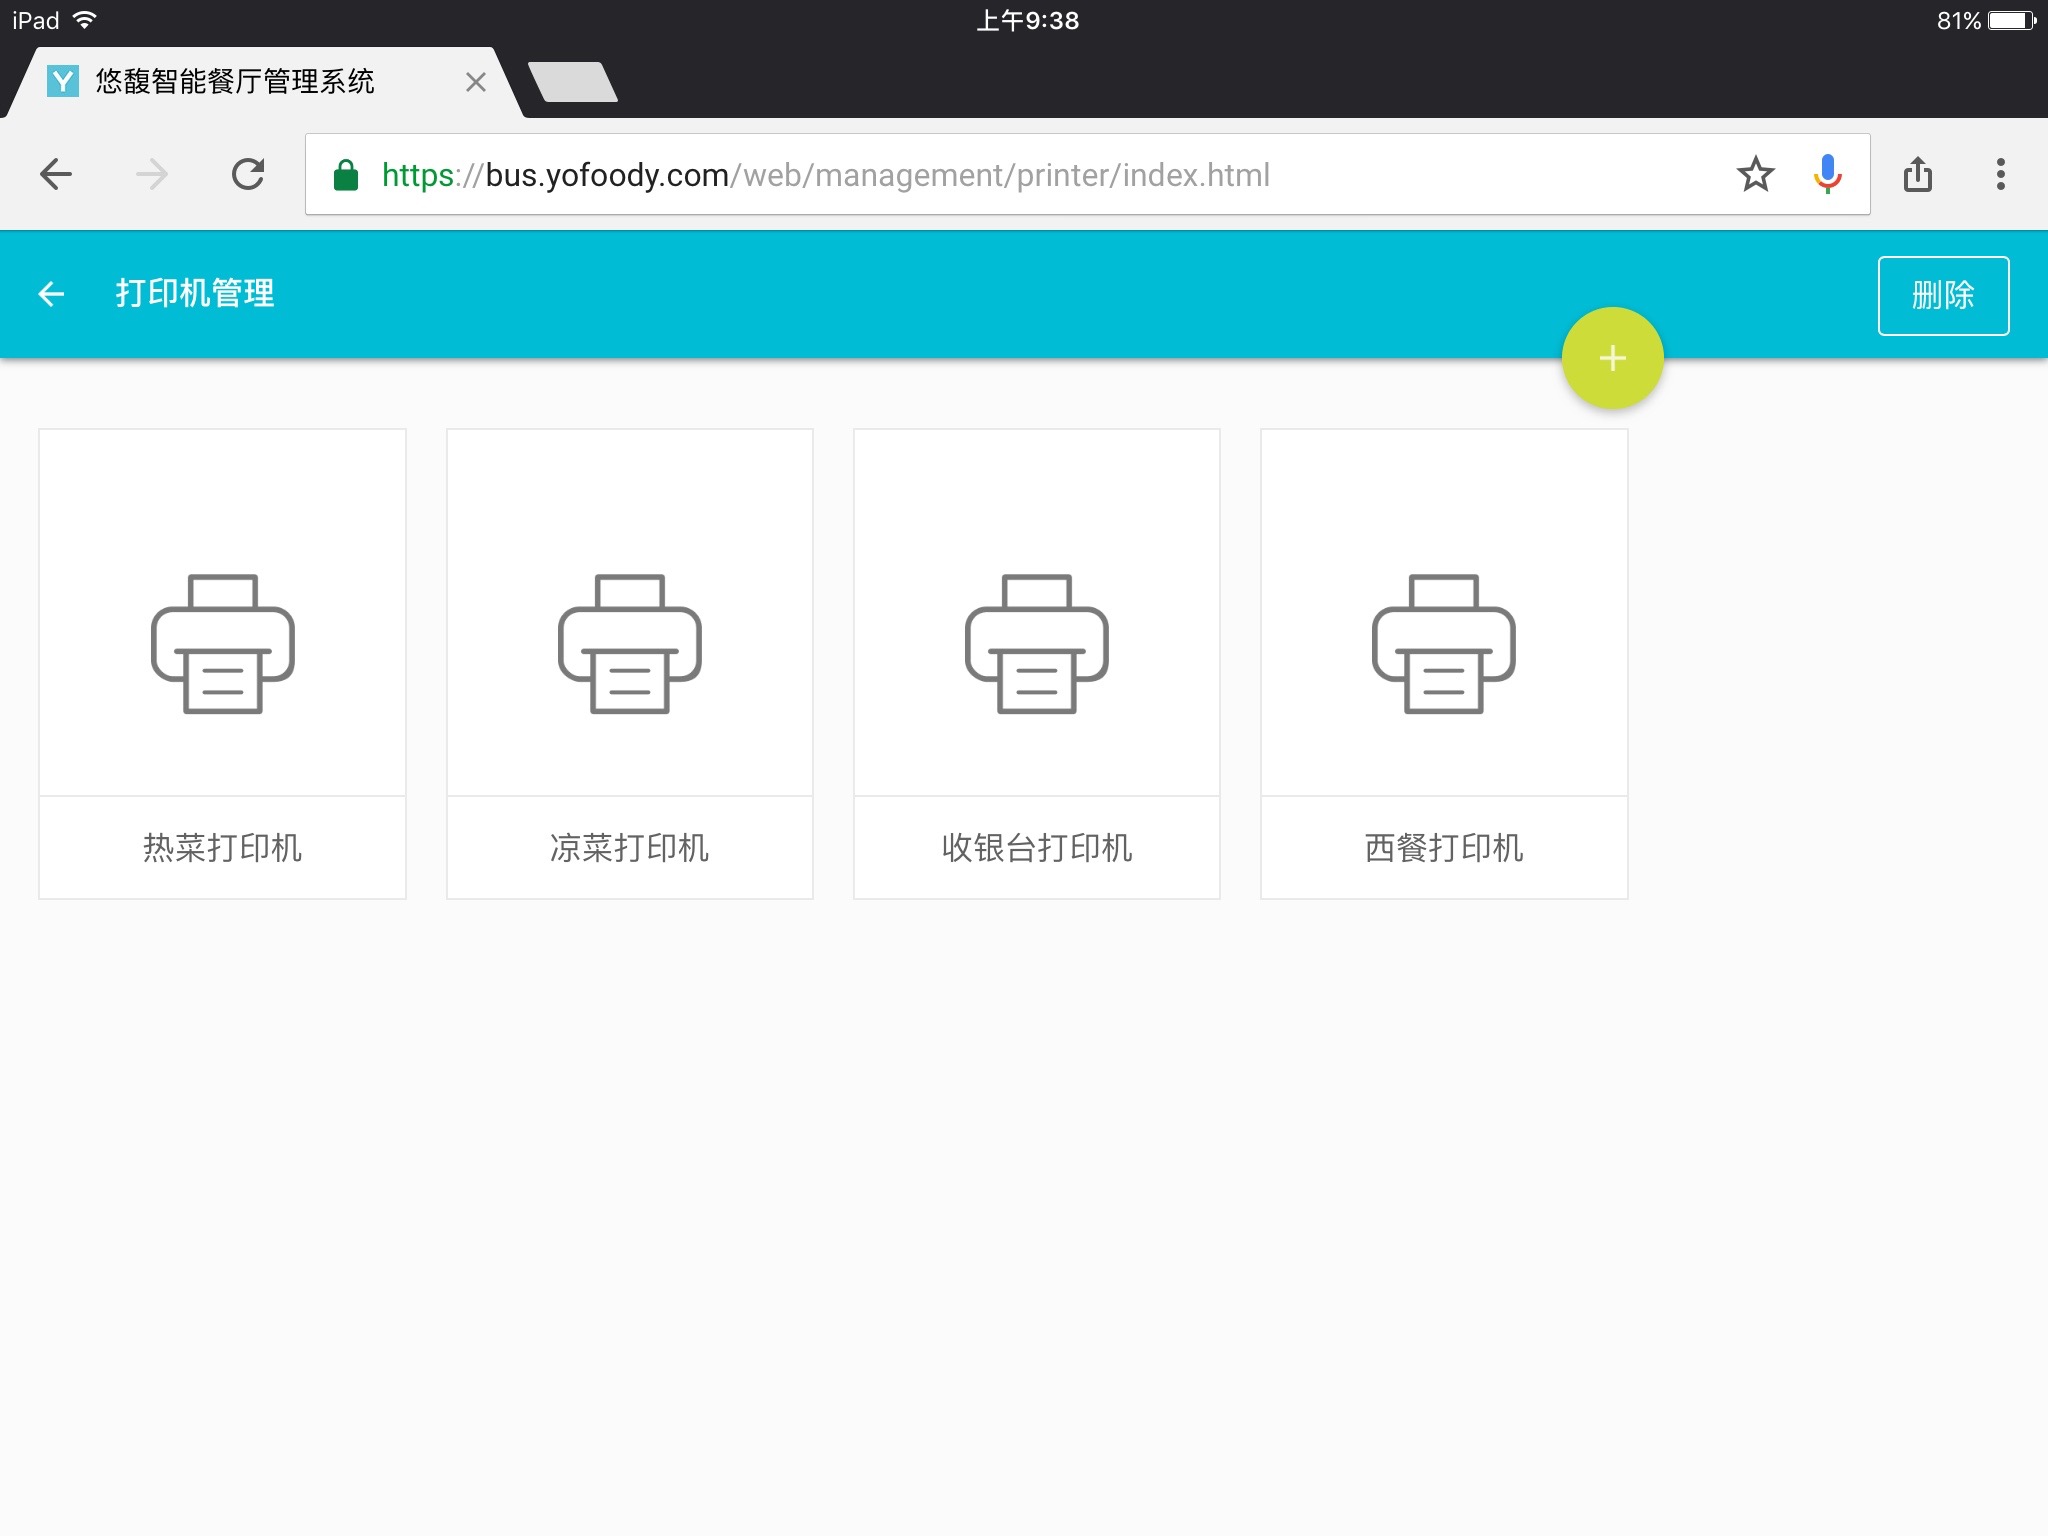 iPad 上午9:38 81%
悠馥智能餐厅管理系统
https://bus.yofoody.com/web/management/printer/index.html
打印机管理 删除
热菜打印机 凉菜打印机 收银台打印机 西餐打印机